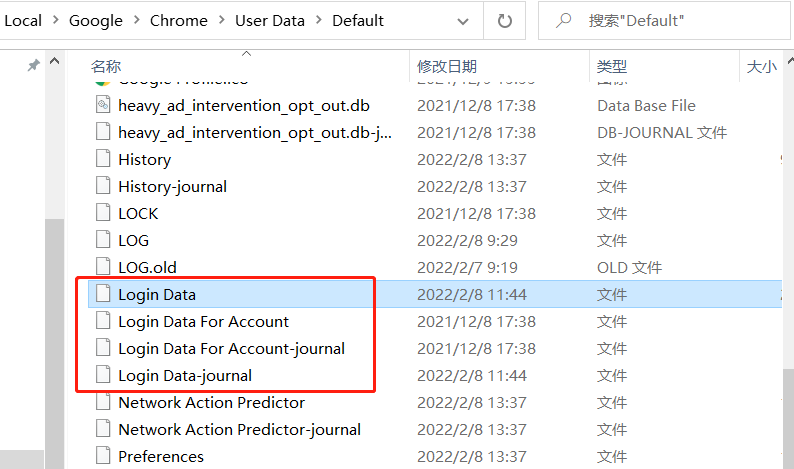 Local > Google > Chrome > User Data > Default 搜索"Default"
名称 修改日期 类型 大小
heavy_ad_intervention_opt_out.db 2021/12/8 17:38 Data Base File
heavy_ad_intervention_opt_out.db-j... 2021/12/8 17:38 DB-JOURNAL 文件
History 2022/2/8 13:37 文件
History-journal 2022/2/8 13:37 文件
LOCK 2021/12/8 17:38 文件
LOG 2022/2/8 9:29 文件
LOG.old 2022/2/7 9:19 OLD 文件
Login Data 2022/2/8 11:44 文件
Login Data For Account 2021/12/8 17:38 文件
Login Data For Account-journal 2021/12/8 17:38 文件
Login Data-journal 2022/2/8 11:44 文件
Network Action Predictor 2022/2/8 13:37 文件
Network Action Predictor-journal 2022/2/8 13:37 文件
Preferences 2022/2/8 13:37 文件